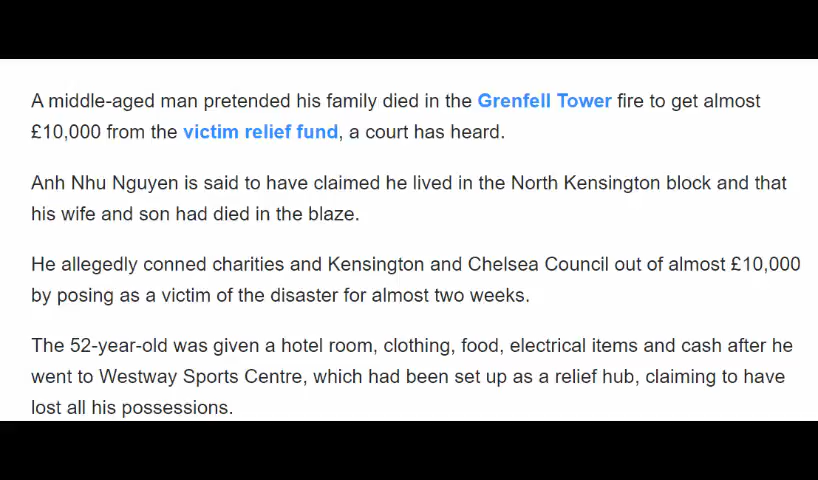 A middle-aged man pretended his family died in the Grenfell Tower fire to get almost
£10,000 from the victim relief fund, a court has heard.
Anh Nhu Nguyen is said to have claimed he lived in the North Kensington block and that
his wife and son had died in the blaze.
He allegedly conned charities and Kensington and Chelsea Council out of almost £10,000
by posing as a victim of the disaster for almost two weeks.
The 52-year-old was given a hotel room, clothing, food, electrical items and cash after he
went to Westway Sports Centre, which had been set up as a relief hub, claiming to have
lost all his possessions.